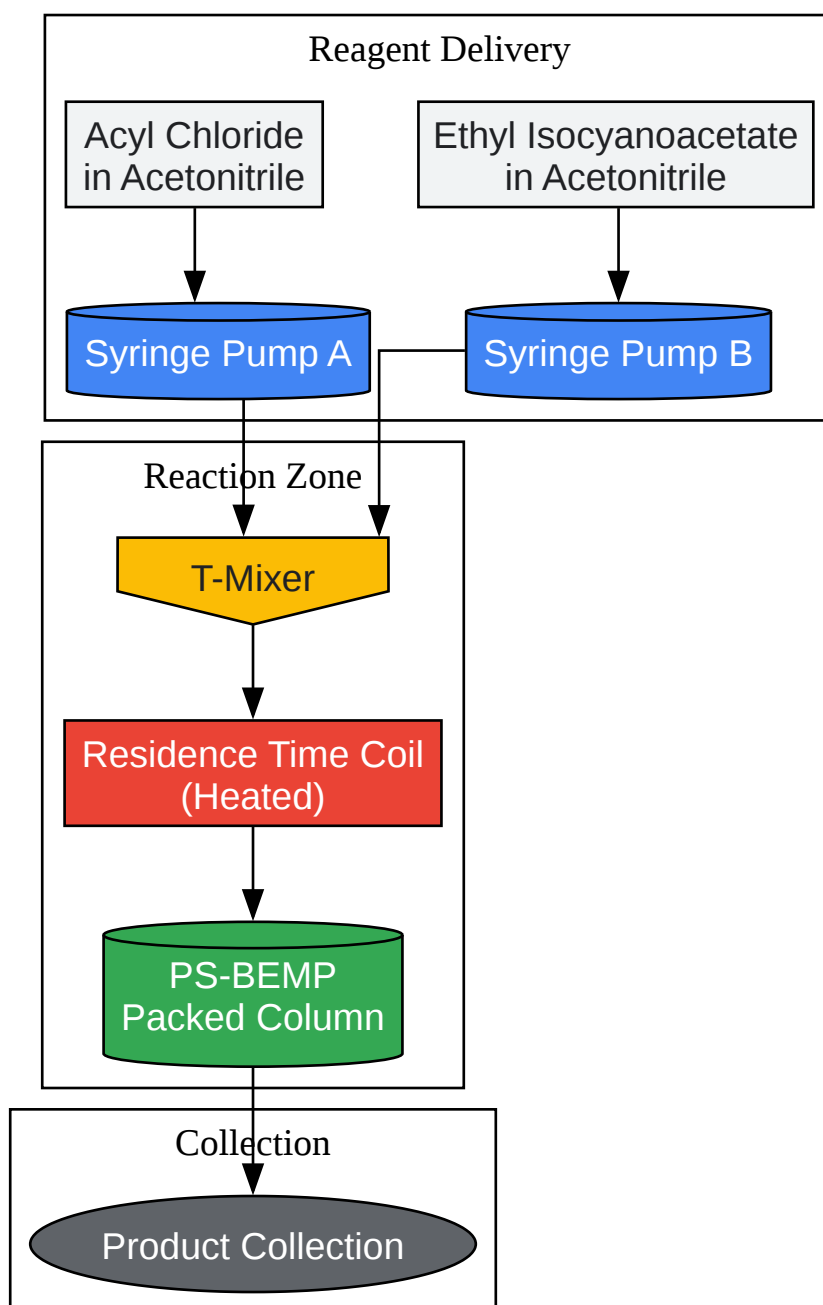 Reagent Delivery
Acyl Chloride
in Acetonitrile
Ethyl Isocyanoacetate
in Acetonitrile
Syringe Pump A
Syringe Pump B
Reaction Zone
T-Mixer
Residence Time Coil
(Heated)
PS-BEMP
Packed Column
Collection
Product Collection